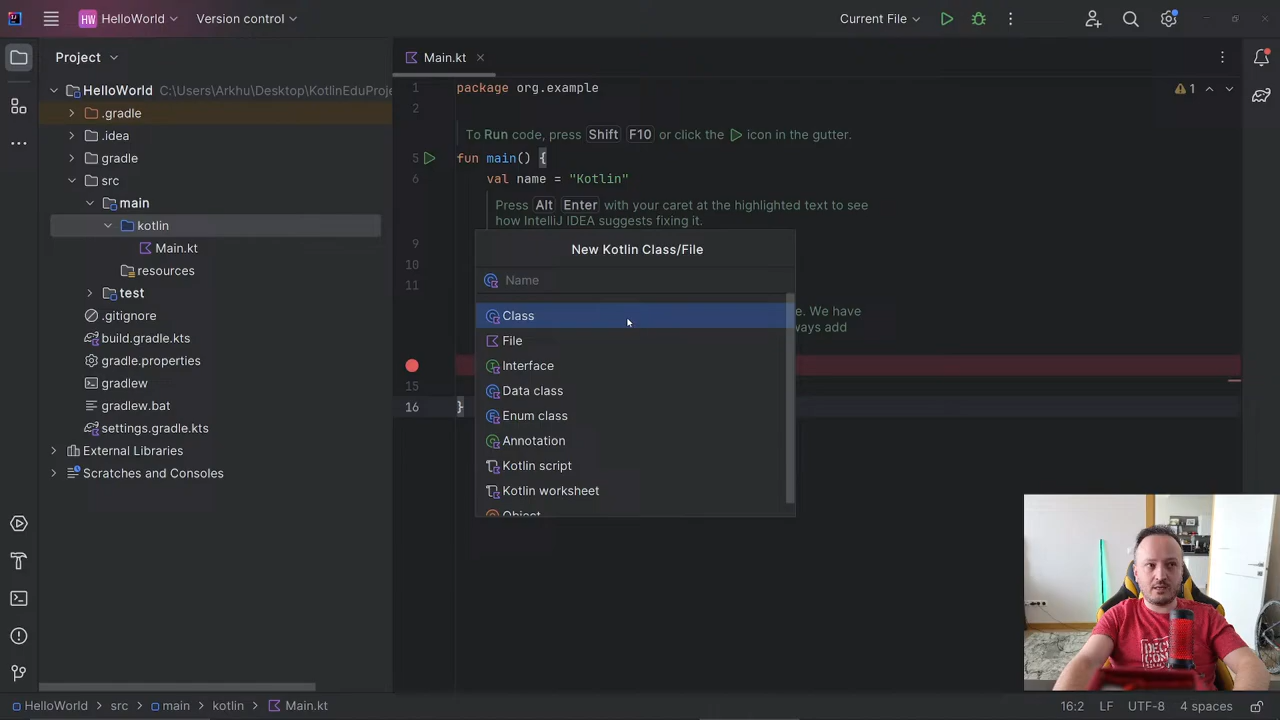 HW HelloWorld
Version control
Current File
Project
Main.kt
HelloWorld C:\Users\Arkhu\Desktop\KotlinEduProje
.gradle
.idea
gradle
src
main
kotlin
Main.kt
resources
test
.gitignore
build.gradle.kts
gradle.properties
gradlew
gradlew.bat
settings.gradle.kts
External Libraries
Scratches and Consoles
1 package org.example
1
2
To Run code, press Shift F10 or click the icon in the gutter.
5 fun main() {
6 val name = "Kotlin"
Press Alt Enter with your caret at the highlighted text to see
how IntelliJ IDEA suggests fixing it.
9
10
11
e. We have
ways add
15
16 }
New Kotlin Class/File
Name
Class
File
Interface
Data class
Enum class
Annotation
Kotlin script
Kotlin worksheet
Object
HelloWorld
src
main
kotlin
Main.kt
16:2
LF
UTF-8
4 spaces